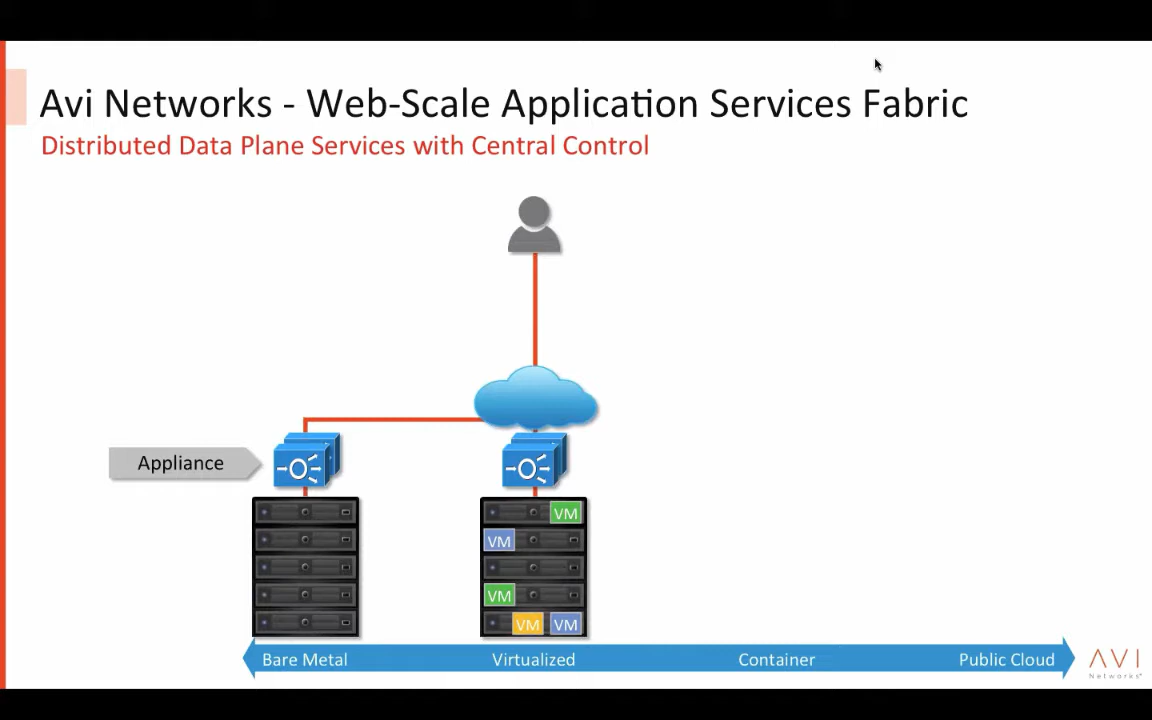 Avi Networks - Web-Scale Application Services Fabric
Distributed Data Plane Services with Central Control
Appliance
VM
VM
VM
VM VM
Bare Metal Virtualized Container Public Cloud
AVI
Networks